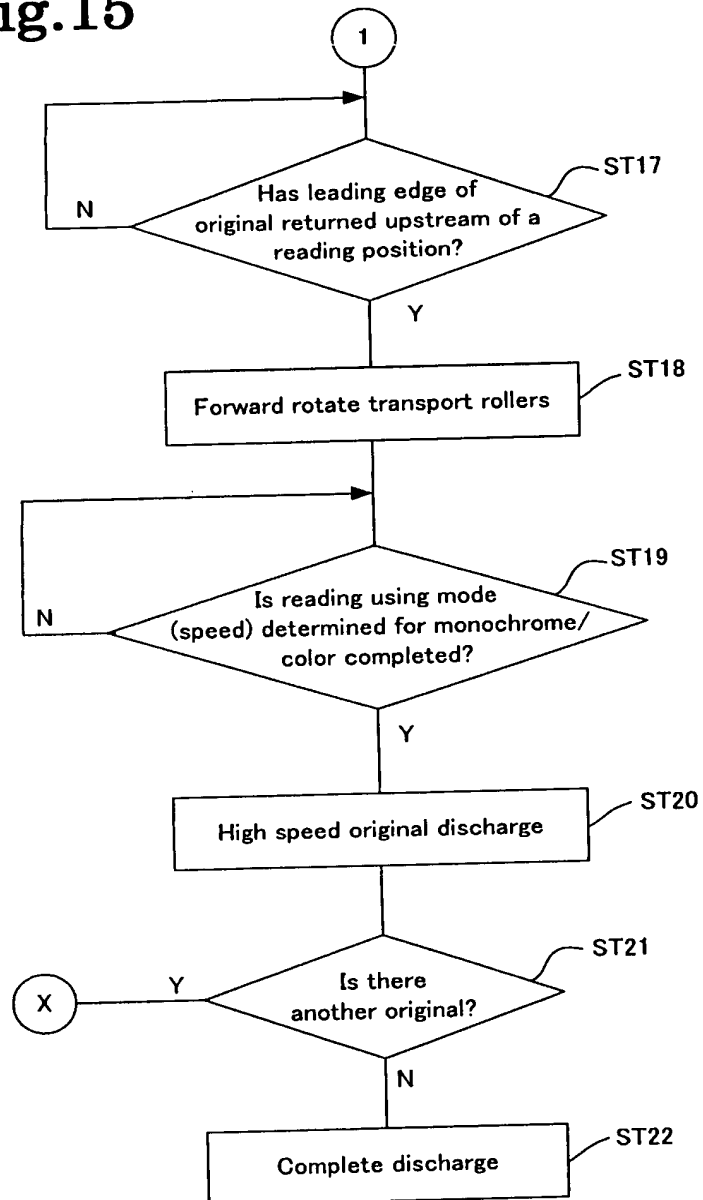 ig.15
1
ST17
Has leading edge of
original returned upstream of a
reading position?
N
Y
ST18
Forward rotate transport rollers
ST19
Is reading using mode
(speed) determined for monochrome/
color completed?
N
Y
ST20
High speed original discharge
ST21
Is there
another original?
Y
X
N
ST22
Complete discharge